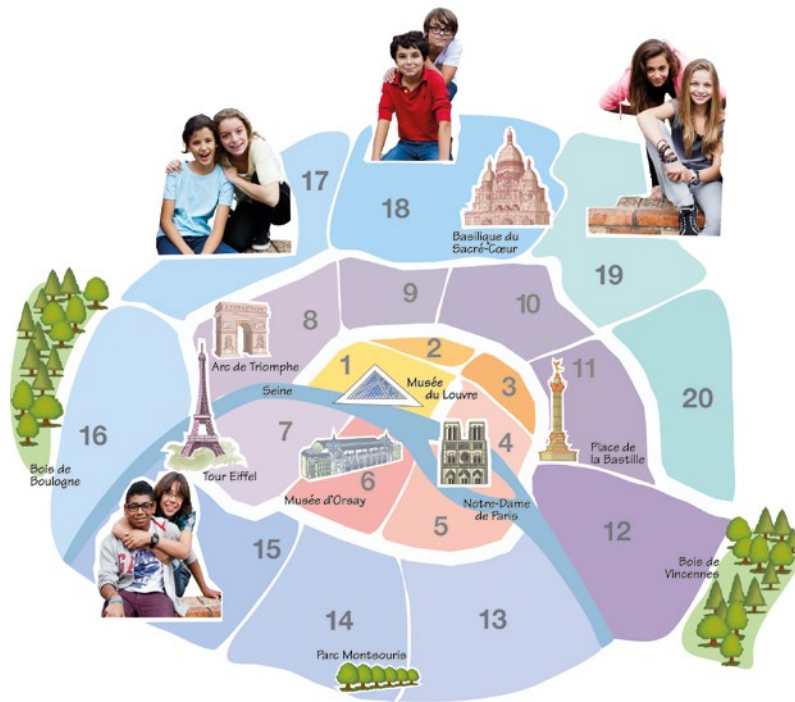 17
18
Basilique du
Sacré-Cœur
19
8
9
10
Arc de Triomphe
1
2
3
11
Seine
Musée
du Louvre
20
16
7
4
Place de
la Bastille
Bois de
Boulogne
Tour Eiffel
Musée d'Orsay
6
5
Notre-Dame
de Paris
12
Bois de
Vincennes
15
14
13
Parc Montsouris